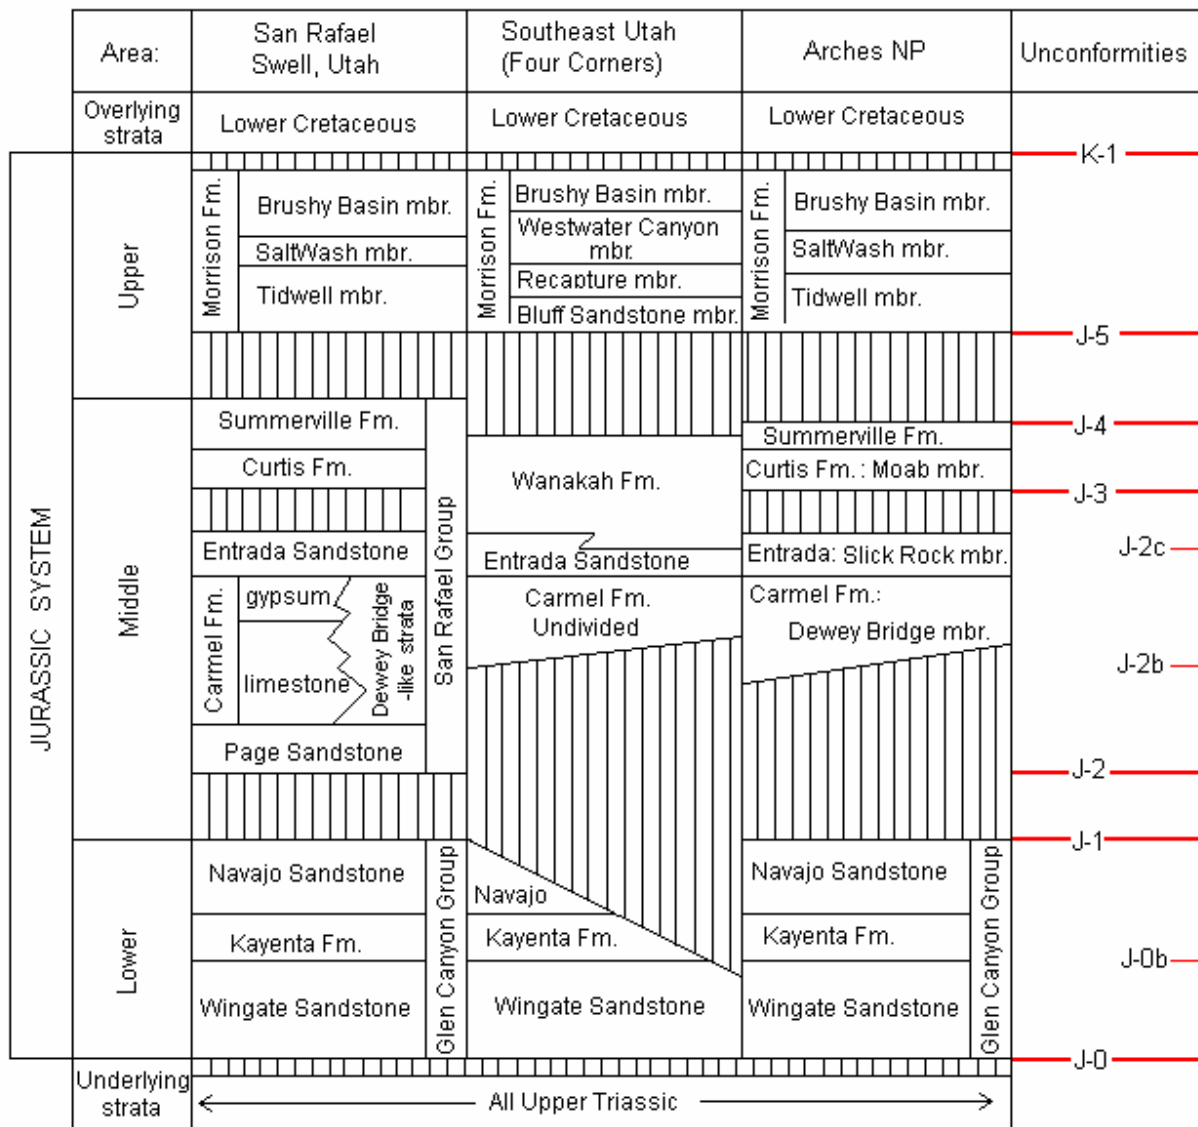 Area:
San Rafael
Swell, Utah
Southeast Utah
(Four Corners)
Arches NP
Unconformities
Overlying
strata
Lower Cretaceous
Lower Cretaceous
Lower Cretaceous
K-1
JURASSIC SYSTEM
Upper
Morrison Fm.
Brushy Basin mbr.
SaltWash mbr.
Tidwell mbr.
Morrison Fm.
Brushy Basin mbr.
Westwater Canyon
mbr.
Recapture mbr.
Bluff Sandstone mbr.
Morrison Fm.
Brushy Basin mbr.
SaltWash mbr.
Tidwell mbr.
J-5
Middle
Summerville Fm.
Curtis Fm.
Entrada Sandstone
Carmel Fm.
gypsum
limestone
Dewey Bridge
-like strata
Page Sandstone
San Rafael Group
Wanakah Fm.
Entrada Sandstone
Carmel Fm.
Undivided
Summerville Fm.
Curtis Fm.: Moab mbr.
Entrada: Slick Rock mbr.
Carmel Fm.:
Dewey Bridge mbr.
J-4
J-3
J-2c
J-2b
J-2
J-1
Lower
Navajo Sandstone
Kayenta Fm.
Wingate Sandstone
Glen Canyon Group
Navajo
Kayenta Fm.
Wingate Sandstone
Navajo Sandstone
Kayenta Fm.
Wingate Sandstone
Glen Canyon Group
J-0b
J-0
Underlying
strata
All Upper Triassic